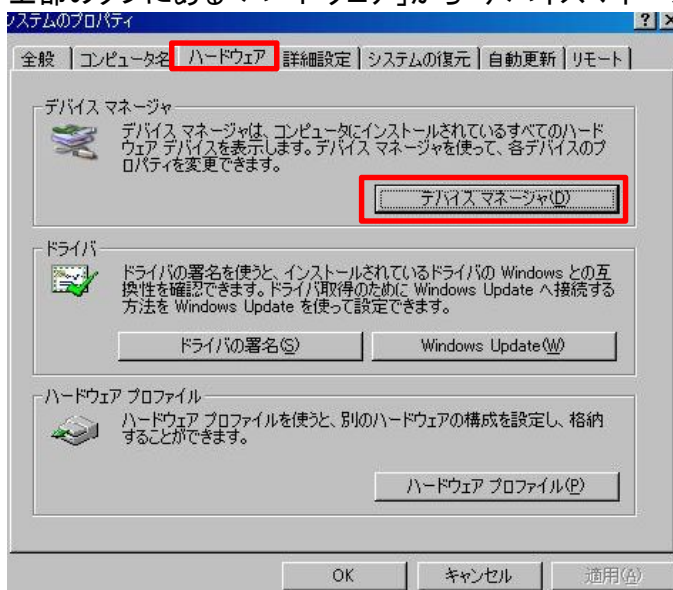 システムのプロパティ
全般 コンピュータ名 ハードウェア 詳細設定 システムの復元 自動更新 リモート
デバイス マネージャ
デバイス マネージャは、コンピュータにインストールされているすべてのハード
ウェア デバイスを表示します。デバイス マネージャを使って、各デバイスのプ
ロパティを変更できます。
デバイス マネージャ(D)
ドライバ
ドライバの署名を使うと、インストールされているドライバの Windows との互
換性を確認できます。ドライバ取得のために Windows Update へ接続する
方法を Windows Update を使って設定できます。
ドライバの署名(S) Windows Update(W)
ハードウェア プロファイル
ハードウェア プロファイルを使うと、別のハードウェアの構成を設定し、格納
することができます。
ハードウェア プロファイル(P)
OK キャンセル 適用(A)